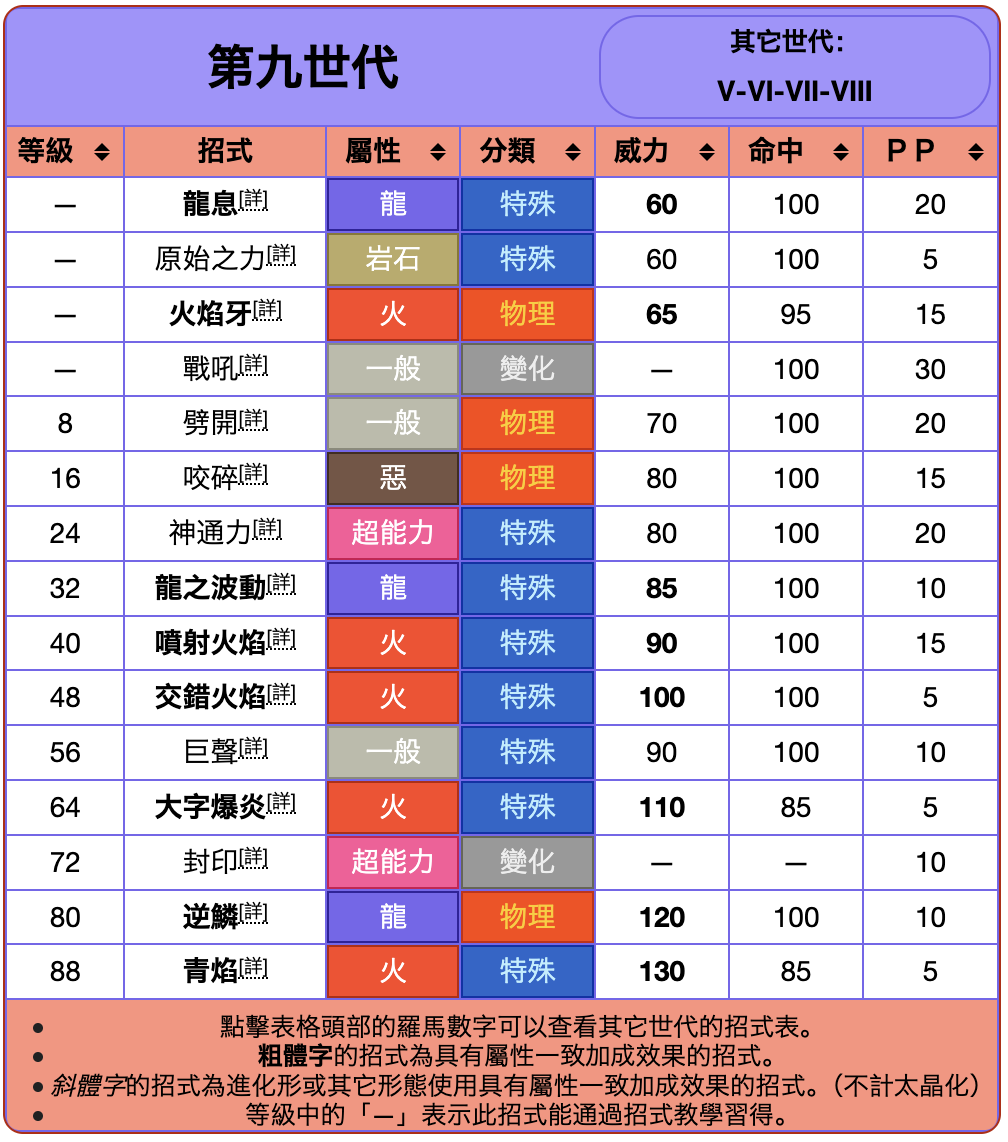 第九世代
其它世代：
V-VI-VII-VIII
等級 招式 屬性 分類 威力 命中 ＰＰ
— 龍息[詳] 龍 特殊 60 100 20
— 原始之力[詳] 岩石 特殊 60 100 5
— 火焰牙[詳] 火 物理 65 95 15
— 戰吼[詳] 一般 變化 — 100 30
8 劈開[詳] 一般 物理 70 100 20
16 咬碎[詳] 惡 物理 80 100 15
24 神通力[詳] 超能力 特殊 80 100 20
32 龍之波動[詳] 龍 特殊 85 100 10
40 噴射火焰[詳] 火 特殊 90 100 15
48 交錯火焰[詳] 火 特殊 100 100 5
56 巨聲[詳] 一般 特殊 90 100 10
64 大字爆炎[詳] 火 特殊 110 85 5
72 封印[詳] 超能力 變化 — — 10
80 逆鱗[詳] 龍 物理 120 100 10
88 青焰[詳] 火 特殊 130 85 5
• 點擊表格頭部的羅馬數字可以查看其它世代的招式表。
• 粗體字的招式為具有屬性一致加成效果的招式。
• 斜體字的招式為進化形或其它形態使用具有屬性一致加成效果的招式。（不計太晶化）
• 等級中的「—」表示此招式能通過招式教學習得。